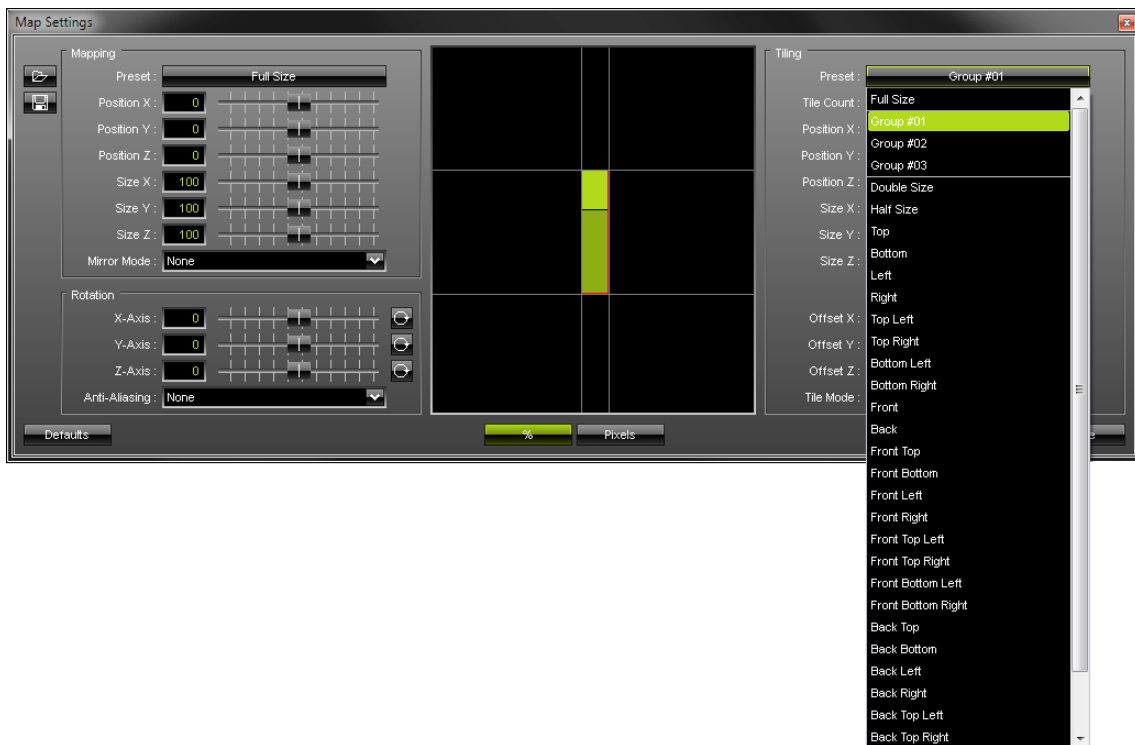 Map Settings
x
Mapping
Preset : Full Size
Position X : 0
Position Y : 0
Position Z : 0
Size X : 100
Size Y : 100
Size Z : 100
Mirror Mode : None
Rotation
X-Axis : 0
Y-Axis : 0
Z-Axis : 0
Anti-Aliasing : None
Defaults
% Pixels
Tiling
Preset : Group #01
Tile Count :
Position X :
Position Y :
Position Z :
Size X :
Size Y :
Size Z :
Offset X :
Offset Y :
Offset Z :
Tile Mode :
Full Size
Group #01
Group #02
Group #03
Double Size
Half Size
Top
Bottom
Left
Right
Top Left
Top Right
Bottom Left
Bottom Right
Front
Back
Front Top
Front Bottom
Front Left
Front Right
Front Top Left
Front Top Right
Front Bottom Left
Front Bottom Right
Back Top
Back Bottom
Back Left
Back Right
Back Top Left
Back Top Right